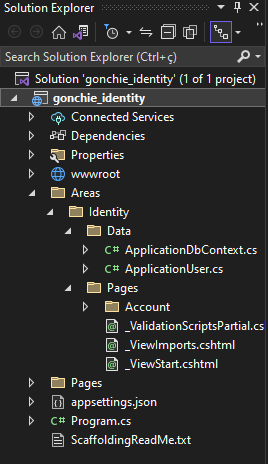 Solution Explorer
Search Solution Explorer (Ctrl+ç)
Solution 'gonchie_identity' (1 of 1 project)
gonchie_identity
Connected Services
Dependencies
Properties
wwwroot
Areas
Identity
Data
C# ApplicationDbContext.cs
C# ApplicationUser.cs
Pages
Account
_ValidationScriptsPartial.cs
_ViewImports.cshtml
_ViewStart.cshtml
Pages
appsettings.json
C# Program.cs
ScaffoldingReadMe.txt